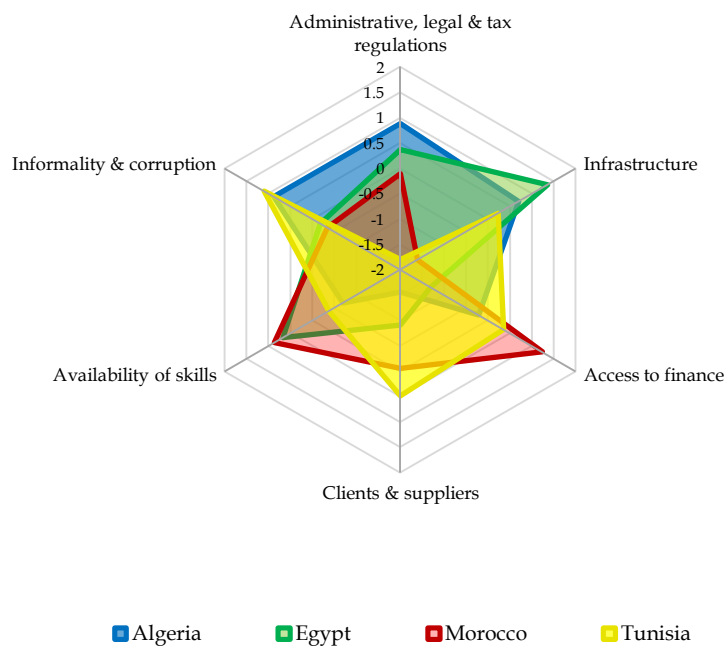 Administrative, legal & tax
regulations
2
1.5
1
0.5
0
-0.5
-1
-1.5
-2
Informality & corruption
Infrastructure
Availability of skills
Access to finance
Clients & suppliers
Algeria
Egypt
Morocco
Tunisia